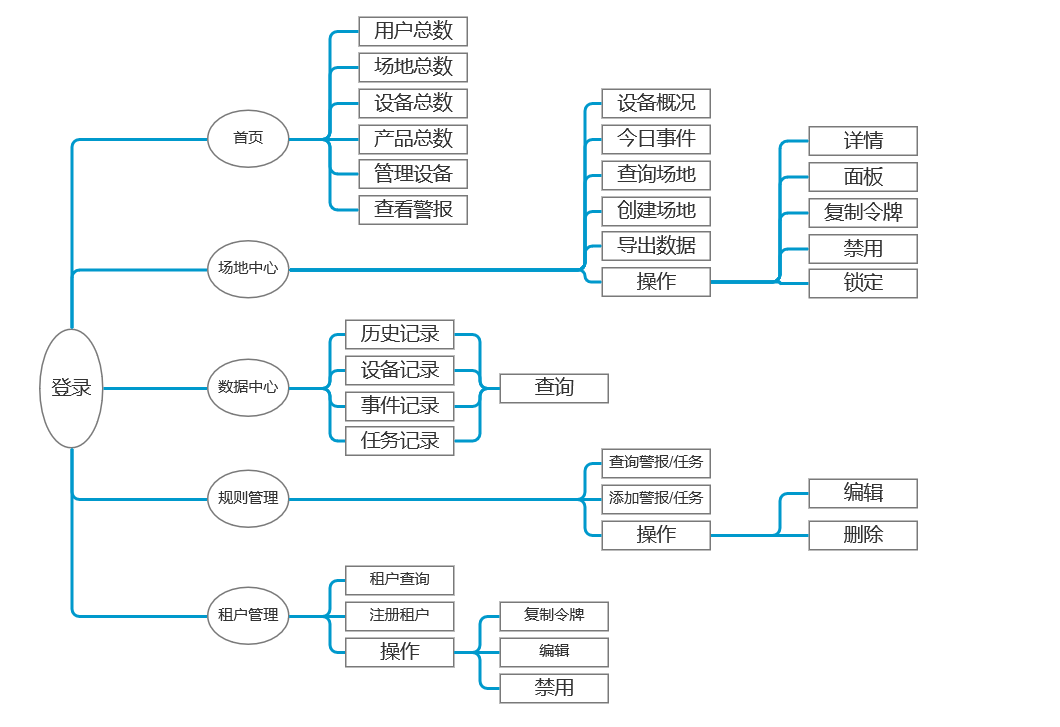 登录
首页
用户总数
场地总数
设备总数
产品总数
管理设备
查看警报
场地中心
设备概况
今日事件
查询场地
创建场地
导出数据
操作
详情
面板
复制令牌
禁用
锁定
数据中心
历史记录
设备记录
事件记录
任务记录
查询
规则管理
查询警报/任务
添加警报/任务
操作
编辑
删除
租户管理
租户查询
注册租户
操作
复制令牌
编辑
禁用